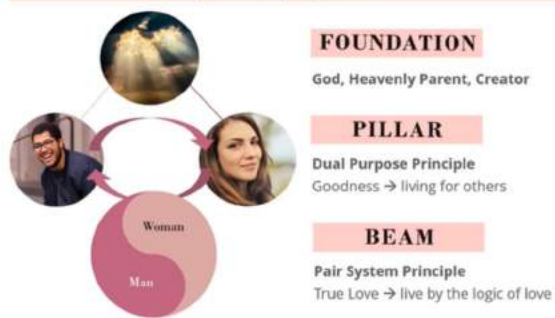 FOUNDATION
God, Heavenly Parent, Creator
PILLAR
Dual Purpose Principle
Goodness → living for others
BEAM
Pair System Principle
True Love → live by the logic of love
Woman
Man